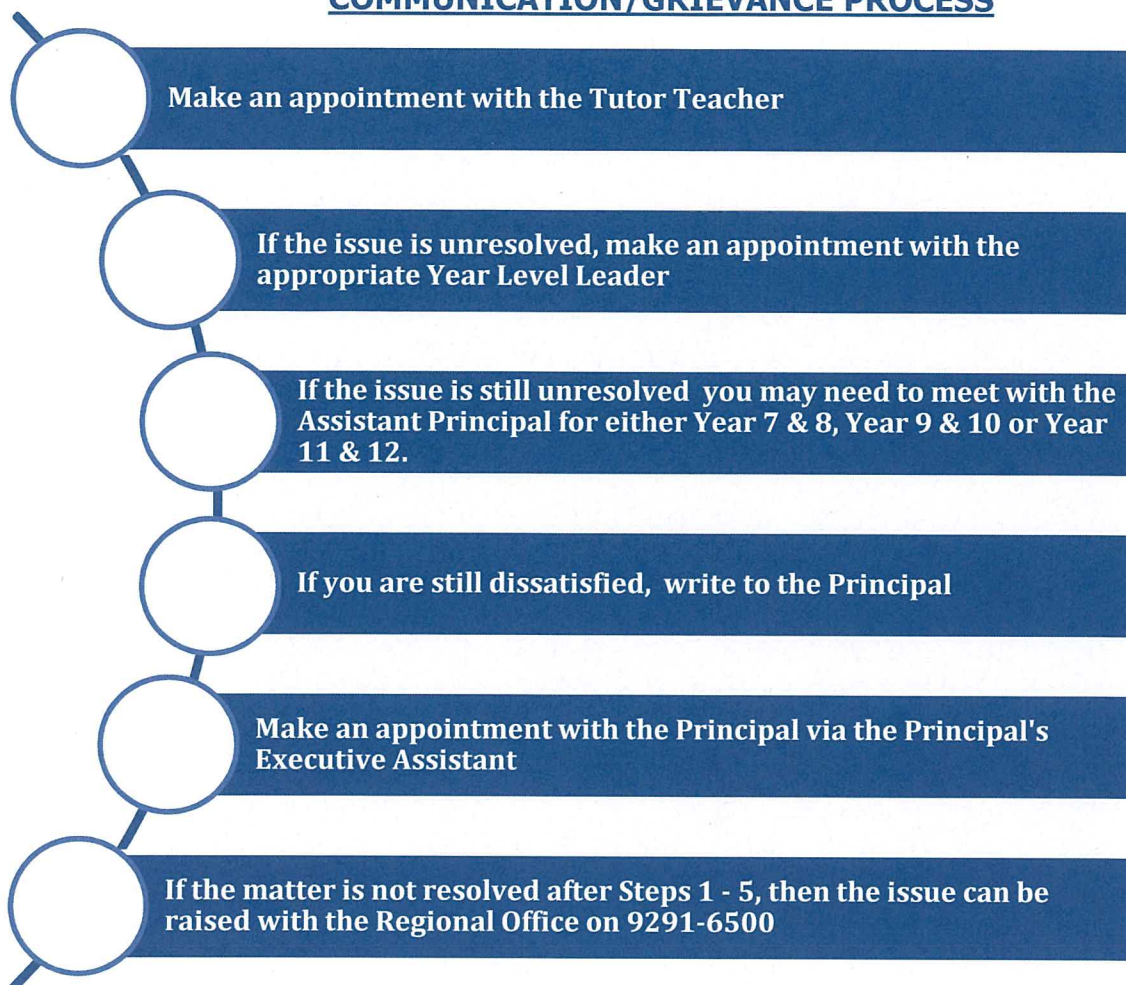 COMMUNICATION/GRIEVANCE PROCESS
Make an appointment with the Tutor Teacher
If the issue is unresolved, make an appointment with the
appropriate Year Level Leader
If the issue is still unresolved you may need to meet with the
Assistant Principal for either Year 7 & 8, Year 9 & 10 or Year
11 & 12.
If you are still dissatisfied, write to the Principal
Make an appointment with the Principal via the Principal's
Executive Assistant
If the matter is not resolved after Steps 1 - 5, then the issue can be
raised with the Regional Office on 9291-6500